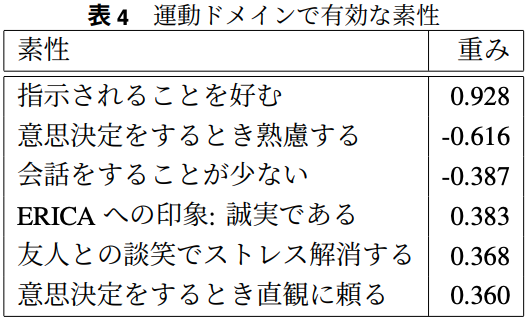 表 4 運動ドメインで有効な素性
素性 重み
指示されることを好む 0.928
意思決定をするとき熟慮する -0.616
会話をすることが少ない -0.387
ERICA への印象: 誠実である 0.383
友人との談笑でストレス解消する 0.368
意思決定をするとき直観に頼る 0.360